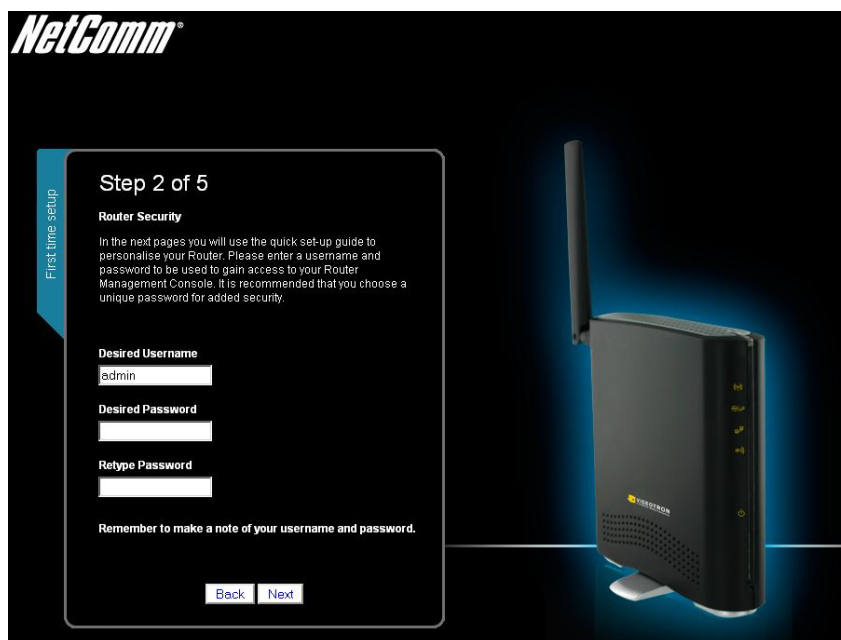 NetComm®
First time setup
Step 2 of 5
Router Security
In the next pages you will use the quick set-up guide to
personalise your Router. Please enter a username and
password to be used to gain access to your Router
Management Console. It is recommended that you choose a
unique password for added security.
Desired Username
admin
Desired Password
Retype Password
Remember to make a note of your username and password.
Back Next
VIDEOTRON